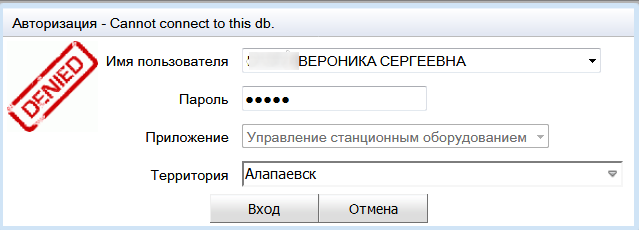 Авторизация - Cannot connect to this db.
DENIED
Имя пользователя ВЕРОНИКА СЕРГЕЕВНА
Пароль •••••
Приложение Управление станционным оборудованием
Территория Алапаевск
Вход Отмена